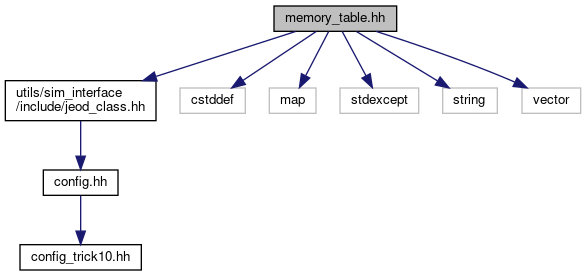 memory_table.hh
utils/sim_interface
/include/jeod_class.hh
cstddef
map
stdexcept
string
vector
config.hh
config_trick10.hh